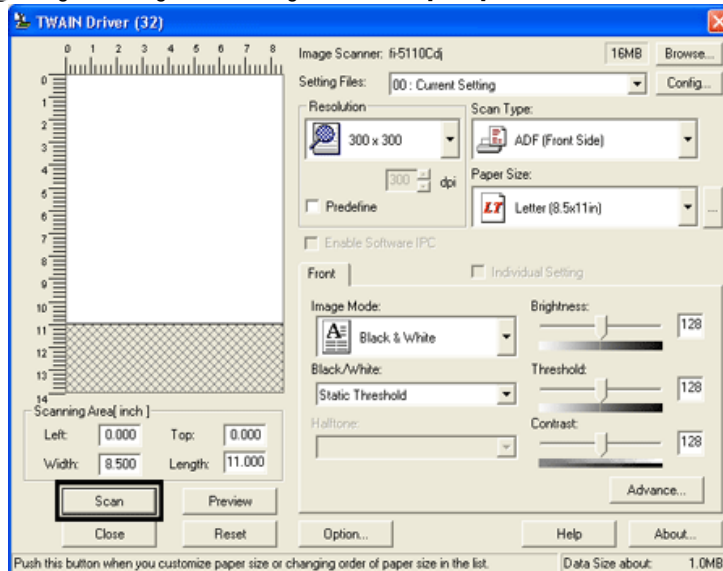 TWAIN Driver (32)
0 1 2 3 4 5 6 7 8
Image Scanner: fi-5110Cdj
16MB
Browse...
Setting Files:
00 : Current Setting
Config...
Resolution
300 x 300
300 dpi
Predefine
Scan Type:
ADF (Front Side)
Paper Size:
LT Letter (8.5x11in)
...
Enable Software IPC
0
1
2
3
4
5
6
7
8
9
10
11
12
13
14
Front
Individual Setting
Image Mode:
Black & White
Brightness:
128
Black/White:
Static Threshold
Threshold:
128
Halftone:
Contrast:
128
Advance...
Scanning Area[ inch ]
Left: 0.000 Top: 0.000
Width: 8.500 Length: 11.000
Scan Preview
Close Reset
Option... Help About...
Push this button when you customize paper size or changing order of paper size in the list.
Data Size about: 1.0MB